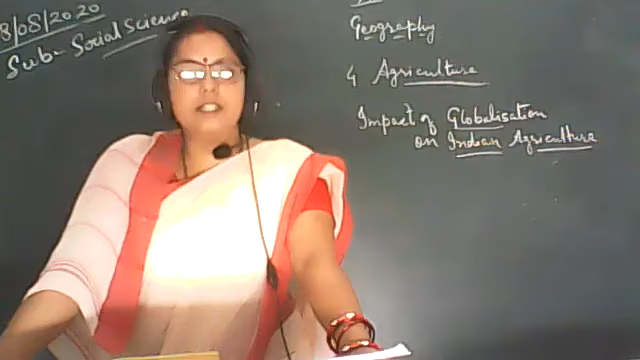 8/08/2020
Sub- Social Science
Geography
4 Agriculture
Impact of Globalisation
on Indian Agriculture